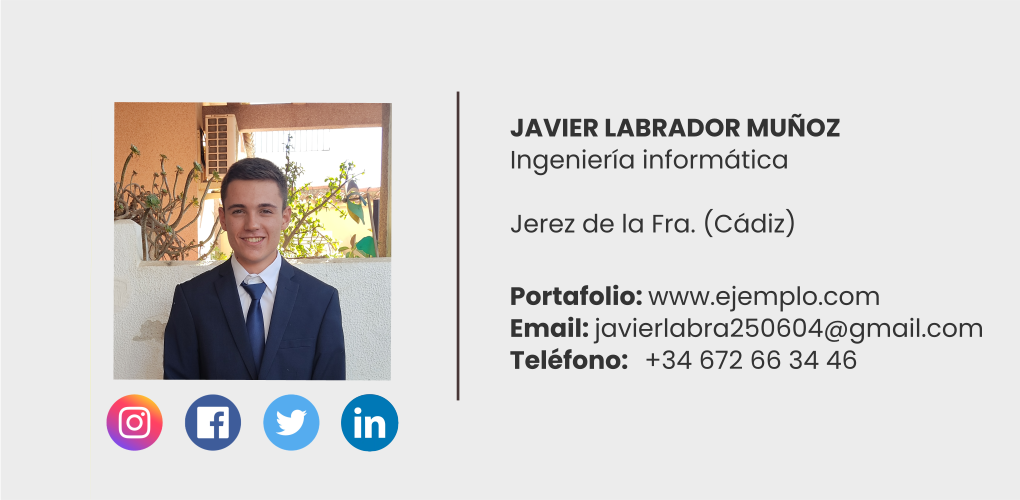 JAVIER LABRADOR MUÑOZ
Ingeniería informática
Jerez de la Fra. (Cádiz)
Portafolio: www.ejemplo.com
Email: javierlabra250604@gmail.com
Teléfono: +34 672 66 34 46
in